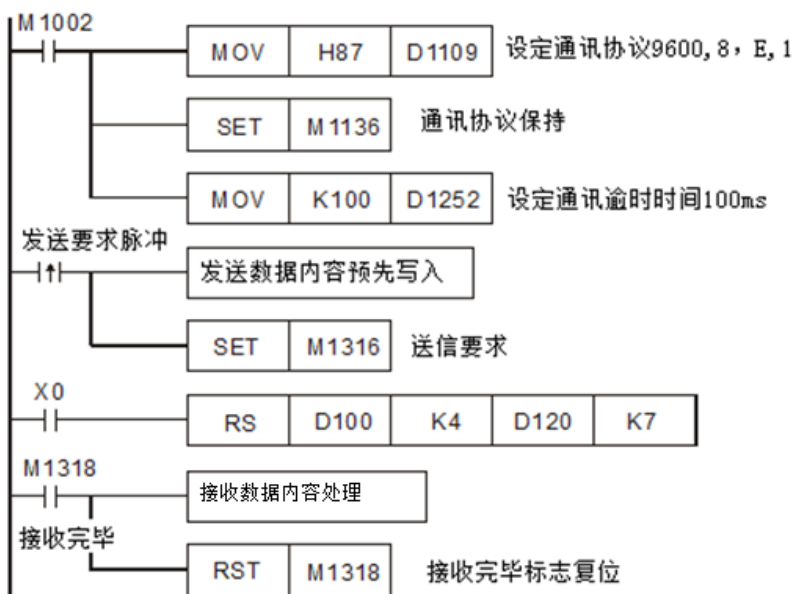 M1002
MOV H87 D1109 设定通讯协议9600,8，E,1
SET M1136 通讯协议保持
MOV K100 D1252 设定通讯逾时时间100ms
发送要求脉冲
发送数据内容预先写入
SET M1316 送信要求
X0
RS D100 K4 D120 K7
M1318
接收数据内容处理
接收完毕
RST M1318 接收完毕标志复位